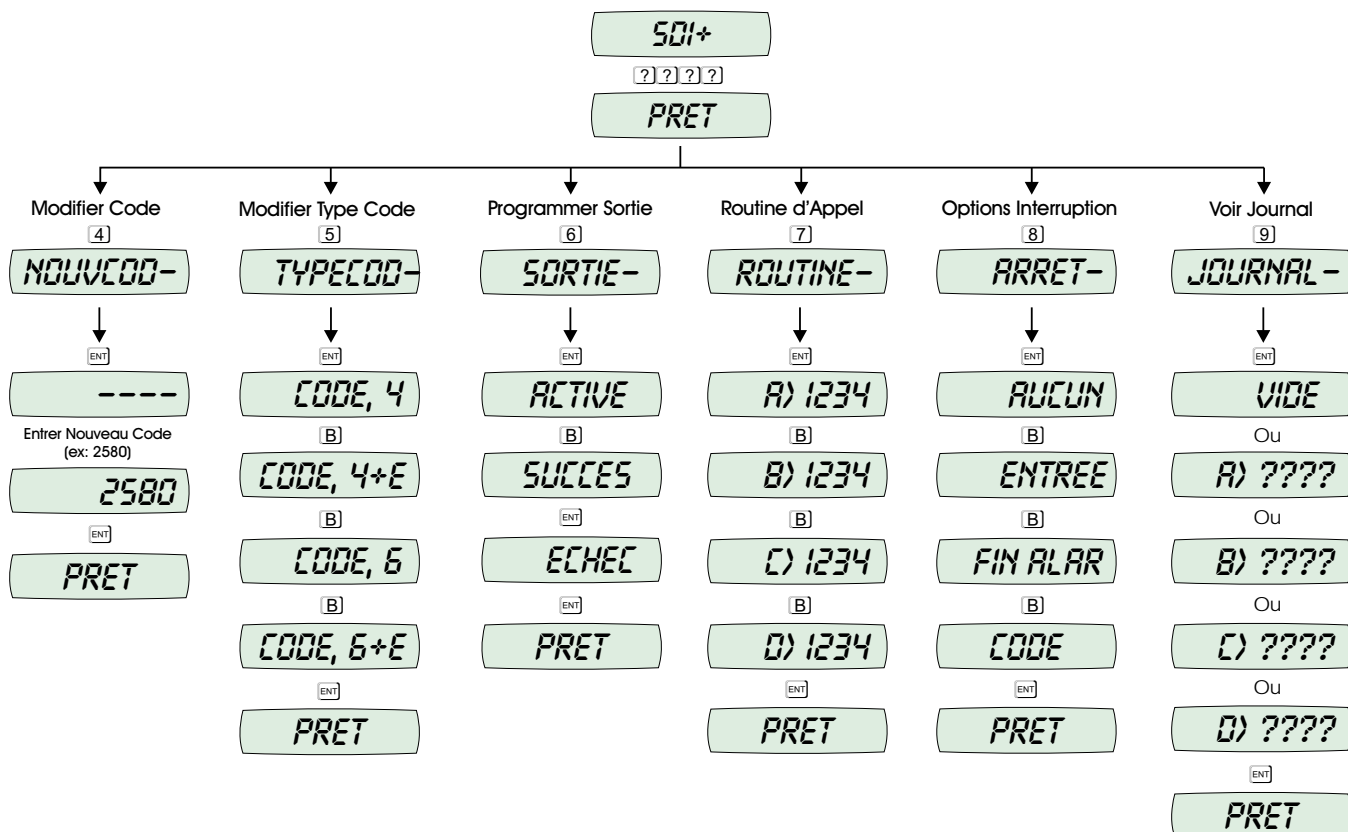 SDI+
? ? ? ?
PRET
Modifier Code
4
NOUVCOD-
ENT
----
Entrer Nouveau Code
(ex: 2580)
2580
ENT
PRET
Modifier Type Code
5
TYPECOD-
ENT
CODE, 4
B
CODE, 4+E
B
CODE, 6
B
CODE, 6+E
ENT
PRET
Programmer Sortie
6
SORTIE-
ENT
ACTIVE
B
SUCCES
ENT
ECHEC
ENT
PRET
Routine d'Appel
7
ROUTINE-
ENT
A) 1234
B
B) 1234
B
C) 1234
B
D) 1234
ENT
PRET
Options Interruption
8
ARRET-
ENT
AUCUN
B
ENTREE
B
FIN ALAR
B
CODE
ENT
PRET
Voir Journal
9
JOURNAL-
ENT
VIDE
Ou
A) ????
Ou
B) ????
Ou
C) ????
Ou
D) ????
ENT
PRET